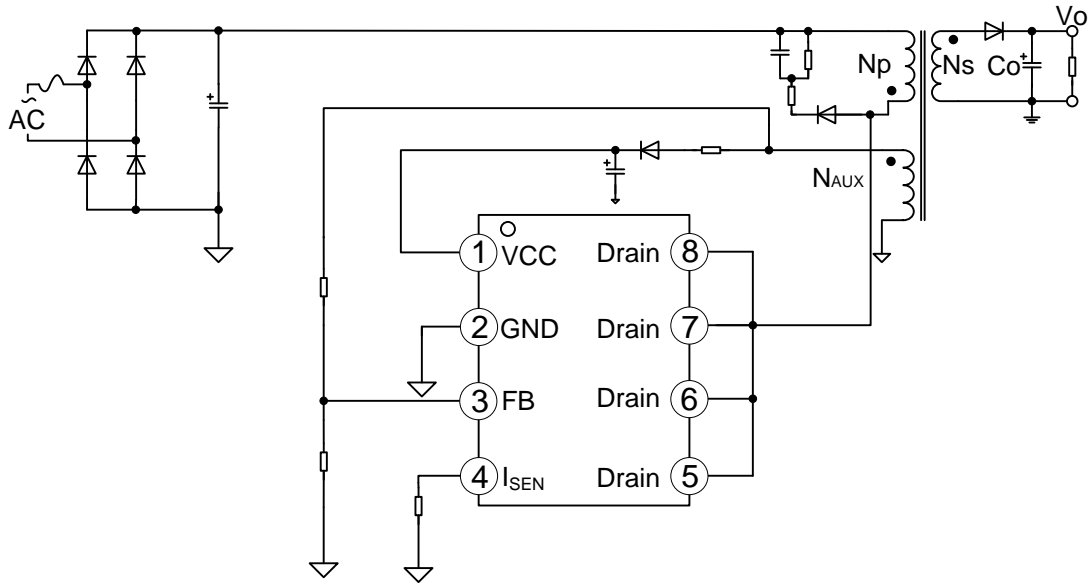 Vo
Np
Ns
Co
AC
NAUX
1 VCC
Drain 8
2 GND
Drain 7
3 FB
Drain 6
4 ISEN
Drain 5